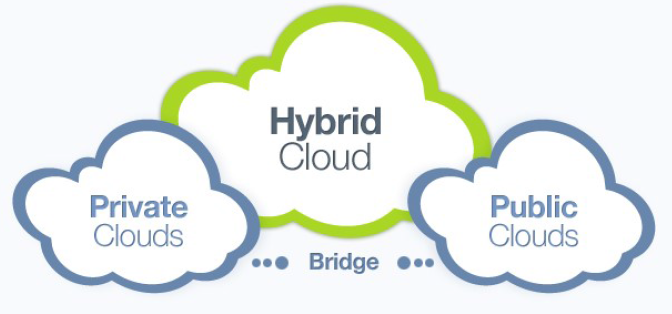 Hybrid
Cloud
Private
Clouds
Public
Clouds
Bridge